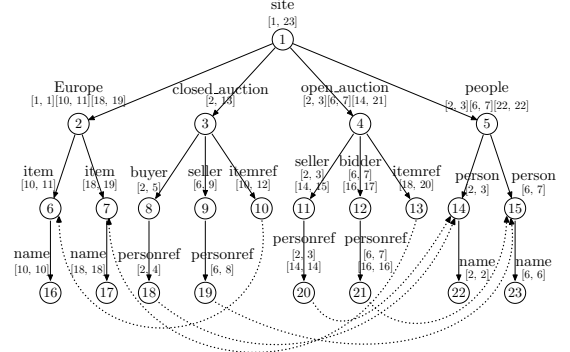 site
[1, 23]
1
Europe closed_auction open_auction people
[1, 1][10, 11][18, 19] [2, 13] [2, 3][6, 7][14, 21] [2, 3][6, 7][22, 22]
2 3 4 5
item item buyer seller itemref seller bidder itemref person person
[10, 11] [18, 19] [2, 5] [6, 9] [10, 12] [2, 3] [6, 7] [18, 20] [2, 3] [6, 7]
[14, 15] [16, 17]
6 7 8 9 10 11 12 13 14 15
name name personref personref personref personref name name
[10, 10] [18, 18] [2, 4] [6, 8] [2, 3] [6, 7] [2, 2] [6, 6]
[14, 14] [16, 16]
16 17 18 19 20 21 22 23